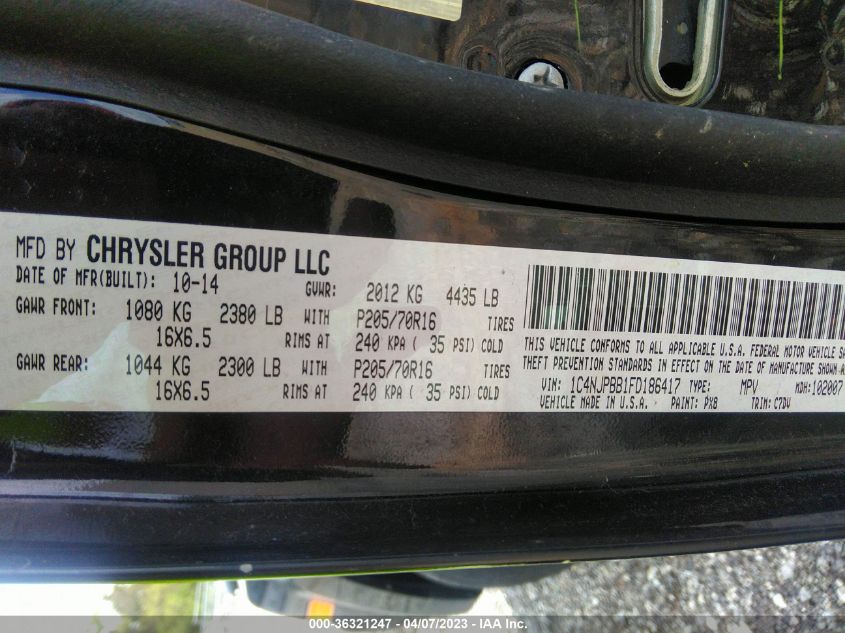 MFD BY CHRYSLER GROUP LLC
DATE OF MFR(BUILT): 10-14 GVWR: 2012 KG 4435 LB
GAWR FRONT: 1080 KG 2380 LB WITH P205/70R16 TIRES
16X6.5 RIMS AT 240 KPA ( 35 PSI) COLD
GAWR REAR: 1044 KG 2300 LB WITH P205/70R16 TIRES
16X6.5 RIMS AT 240 KPA ( 35 PSI) COLD
THIS VEHICLE CONFORMS TO ALL APPLICABLE U.S.A. FEDERAL MOTOR VEHICLE
THEFT PREVENTION STANDARDS IN EFFECT ON THE DATE OF MANUFACTURE SHOWN
VIN: 1C4NJPBB1FD186417 TYPE: MPV MDH:102007
VEHICLE MADE IN U.S.A. PAINT: PX8 TRIM: C7DV
000-36321247 - 04/07/2023 - IAA Inc.